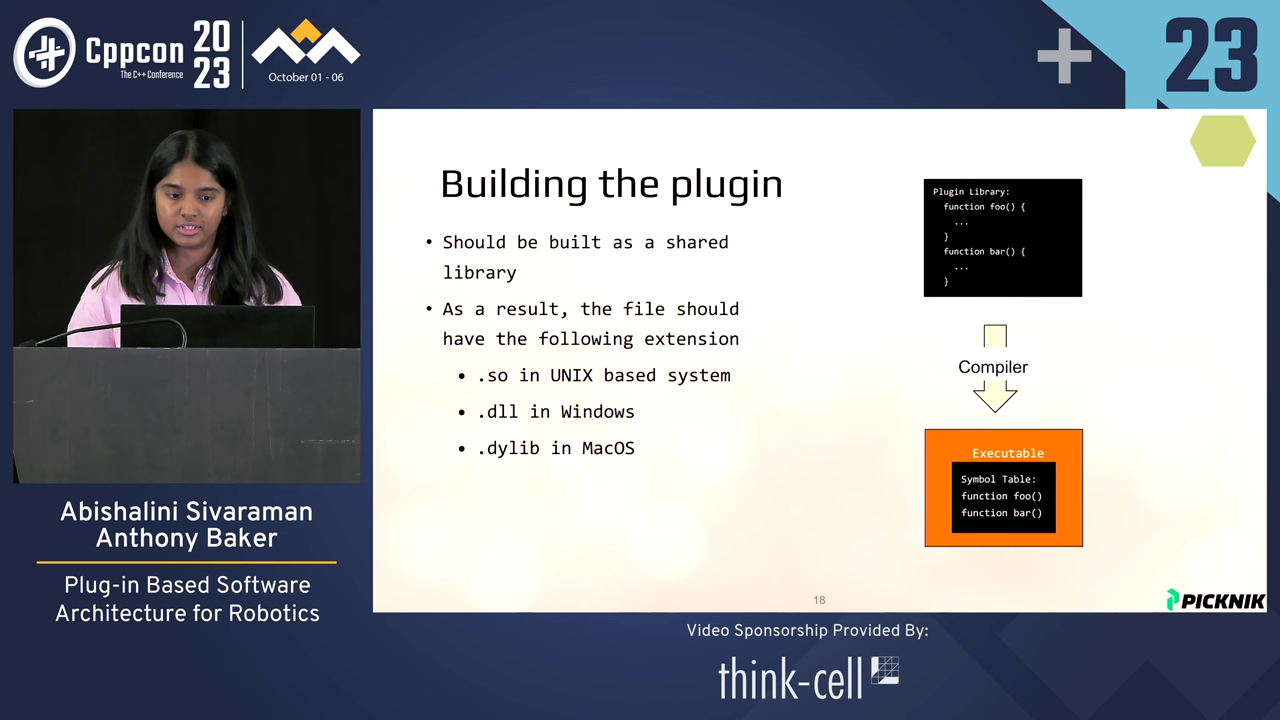 Cppcon
The C++ Conference
20
23
October 01 - 06
23
Building the plugin
• Should be built as a shared
library
• As a result, the file should
have the following extension
• .so in UNIX based system
• .dll in Windows
• .dylib in MacOS
Plugin Library:
function foo() {
...
}
function bar() {
...
}
Compiler
Executable
Symbol Table:
function foo()
function bar()
18
PICKNIK
Abishalini Sivaraman
Anthony Baker
Plug-in Based Software
Architecture for Robotics
Video Sponsorship Provided By:
think-cell